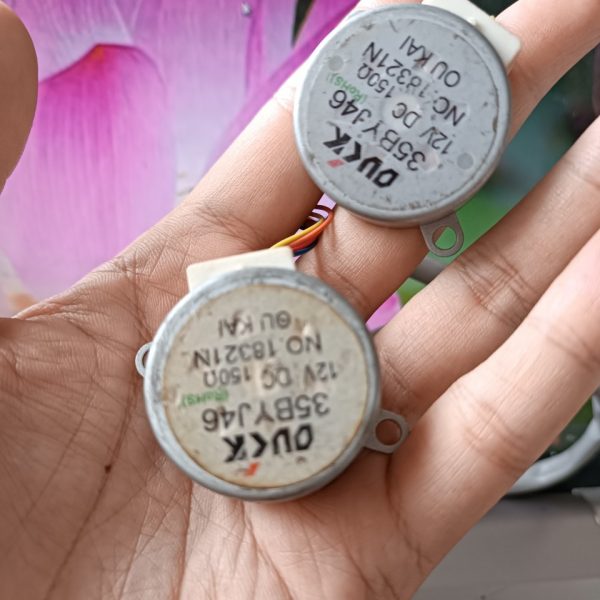 OUKK
35BYJ46
(RoHS)
12V DC 150Ω
NO.18321N
OU KAI
OUKK
35BYJ46
(RoHS)
12V DC 150Ω
NO.18321N
OU KAI